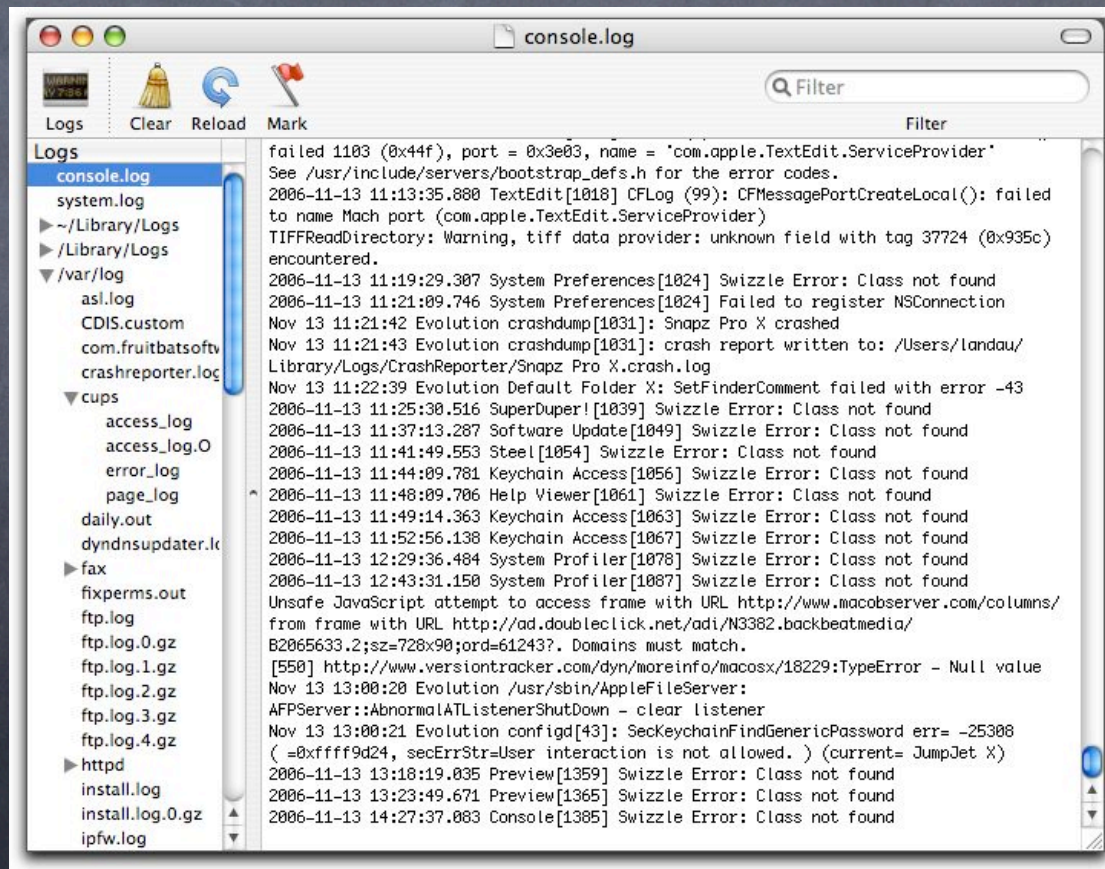 console.log
WARNIN
Y 7:36
Filter
Logs
Clear
Reload
Mark
Filter
Logs
console.log
system.log
~/Library/Logs
/Library/Logs
/var/log
asl.log
CDIS.custom
com.fruitbatsoftw
crashreporter.log
cups
access_log
access_log.0
error_log
page_log
daily.out
dyndnsupdater.lo
fax
fixperms.out
ftp.log
ftp.log.0.gz
ftp.log.1.gz
ftp.log.2.gz
ftp.log.3.gz
ftp.log.4.gz
httpd
install.log
install.log.0.gz
ipfw.log
failed 1103 (0x44f), port = 0x3e03, name = 'com.apple.TextEdit.ServiceProvider'
See /usr/include/servers/bootstrap_defs.h for the error codes.
2006-11-13 11:13:35.880 TextEdit[1018] CFLog (99): CFMessagePortCreateLocal(): failed
to name Mach port (com.apple.TextEdit.ServiceProvider)
TIFFReadDirectory: Warning, tiff data provider: unknown field with tag 37724 (0x935c)
encountered.
2006-11-13 11:19:29.307 System Preferences[1024] Swizzle Error: Class not found
2006-11-13 11:21:09.746 System Preferences[1024] Failed to register NSConnection
Nov 13 11:21:42 Evolution crashdump[1031]: Snapz Pro X crashed
Nov 13 11:21:43 Evolution crashdump[1031]: crash report written to: /Users/landau/
Library/Logs/CrashReporter/Snapz Pro X.crash.log
Nov 13 11:22:39 Evolution Default Folder X: SetFinderComment failed with error -43
2006-11-13 11:25:30.516 SuperDuper![1039] Swizzle Error: Class not found
2006-11-13 11:37:13.287 Software Update[1049] Swizzle Error: Class not found
2006-11-13 11:41:49.553 Steel[1054] Swizzle Error: Class not found
2006-11-13 11:44:09.781 Keychain Access[1056] Swizzle Error: Class not found
2006-11-13 11:48:09.706 Help Viewer[1061] Swizzle Error: Class not found
2006-11-13 11:49:14.363 Keychain Access[1063] Swizzle Error: Class not found
2006-11-13 11:52:56.138 Keychain Access[1067] Swizzle Error: Class not found
2006-11-13 12:29:36.484 System Profiler[1078] Swizzle Error: Class not found
2006-11-13 12:43:31.150 System Profiler[1087] Swizzle Error: Class not found
Unsafe JavaScript attempt to access frame with URL http://www.macobserver.com/columns/
from frame with URL http://ad.doubleclick.net/adi/N3382.backbeatmedia/
B2065633.2;sz=728x90;ord=61243?. Domains must match.
[550] http://www.versiontracker.com/dyn/moreinfo/macosx/18229:TypeError - Null value
Nov 13 13:00:20 Evolution /usr/sbin/AppleFileServer:
AFPServer::AbnormalATListenerShutDown - clear listener
Nov 13 13:00:21 Evolution configd[43]: SecKeychainFindGenericPassword err= -25308
( =0xffff9d24, secErrStr=User interaction is not allowed. ) (current= JumpJet X)
2006-11-13 13:18:19.035 Preview[1359] Swizzle Error: Class not found
2006-11-13 13:23:49.671 Preview[1365] Swizzle Error: Class not found
2006-11-13 14:27:37.083 Console[1385] Swizzle Error: Class not found